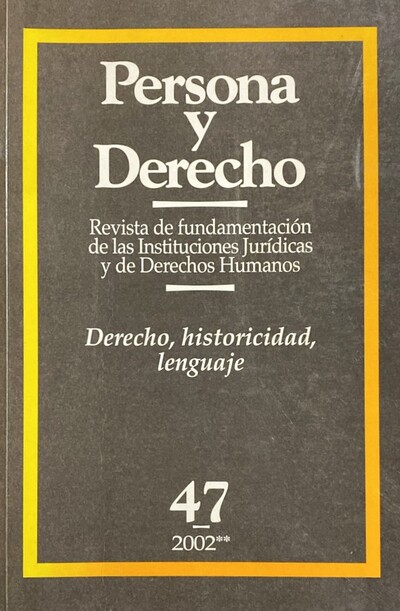 Persona
y
Derecho
Revista de fundamentación
de las Instituciones Jurídicas
y de Derechos Humanos
Derecho, historicidad,
lenguaje
47
2002**